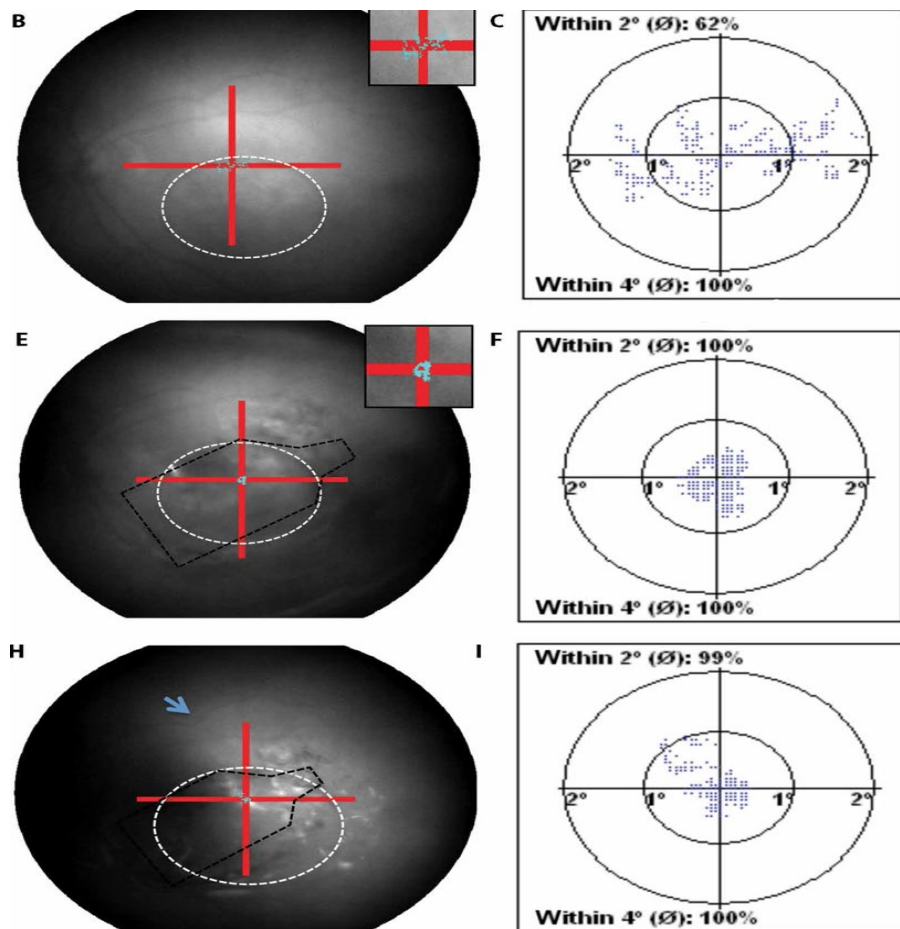 B
C
Within 2° (Ø): 62%
2° 1° 1° 2°
Within 4° (Ø): 100%
E
F
Within 2° (Ø): 100%
2° 1° 1° 2°
Within 4° (Ø): 100%
H
I
Within 2° (Ø): 99%
2° 1° 1° 2°
Within 4° (Ø): 100%